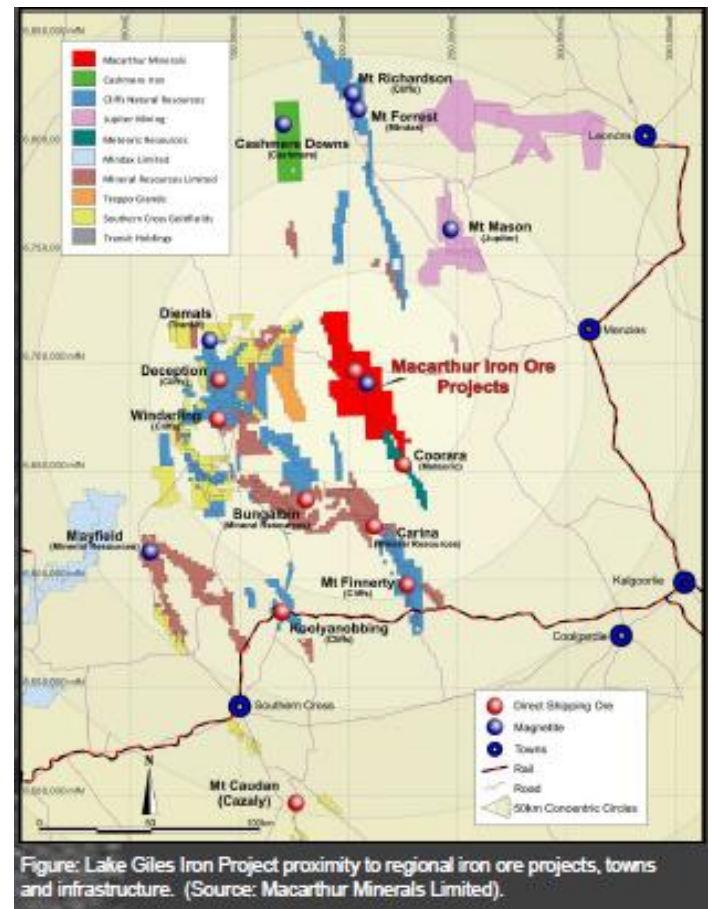 Macarthur Minerals
Cashmere Iron
Cliffs Natural Resources
Jupiter Mining
Meteoric Resources
Mindax Limited
Mineral Resources Limited
Southern Cross Goldfields
Transit Holdings
Mt Richardson
(Cliffs)
Mt Forrest
(Mindax)
Cashmere Downs
(Cashmere)
Leonora
Mt Mason
(Jupiter)
Menzies
Diemals
(Transit)
Deception
(Cliffs)
Windarling
(Cliffs)
Macarthur Iron Ore
Projects
Coorara
(Meteoric)
Bungalbin
(Mineral Resources)
Carina
(Mineral Resources)
Mayfield
(Mineral Resources)
Mt Finnerty
(Cliffs)
Kalgoorlie
Koolyanobbing
(Cliffs)
Coolgardie
Southern Cross
Mt Caudan
(Cazaly)
N
0 50 100km
Direct Shipping Ore
Magnetite
Towns
Rail
Road
50km Concentric Circles
Figure: Lake Giles Iron Project proximity to regional iron ore projects, towns
and infrastructure. (Source: Macarthur Minerals Limited).